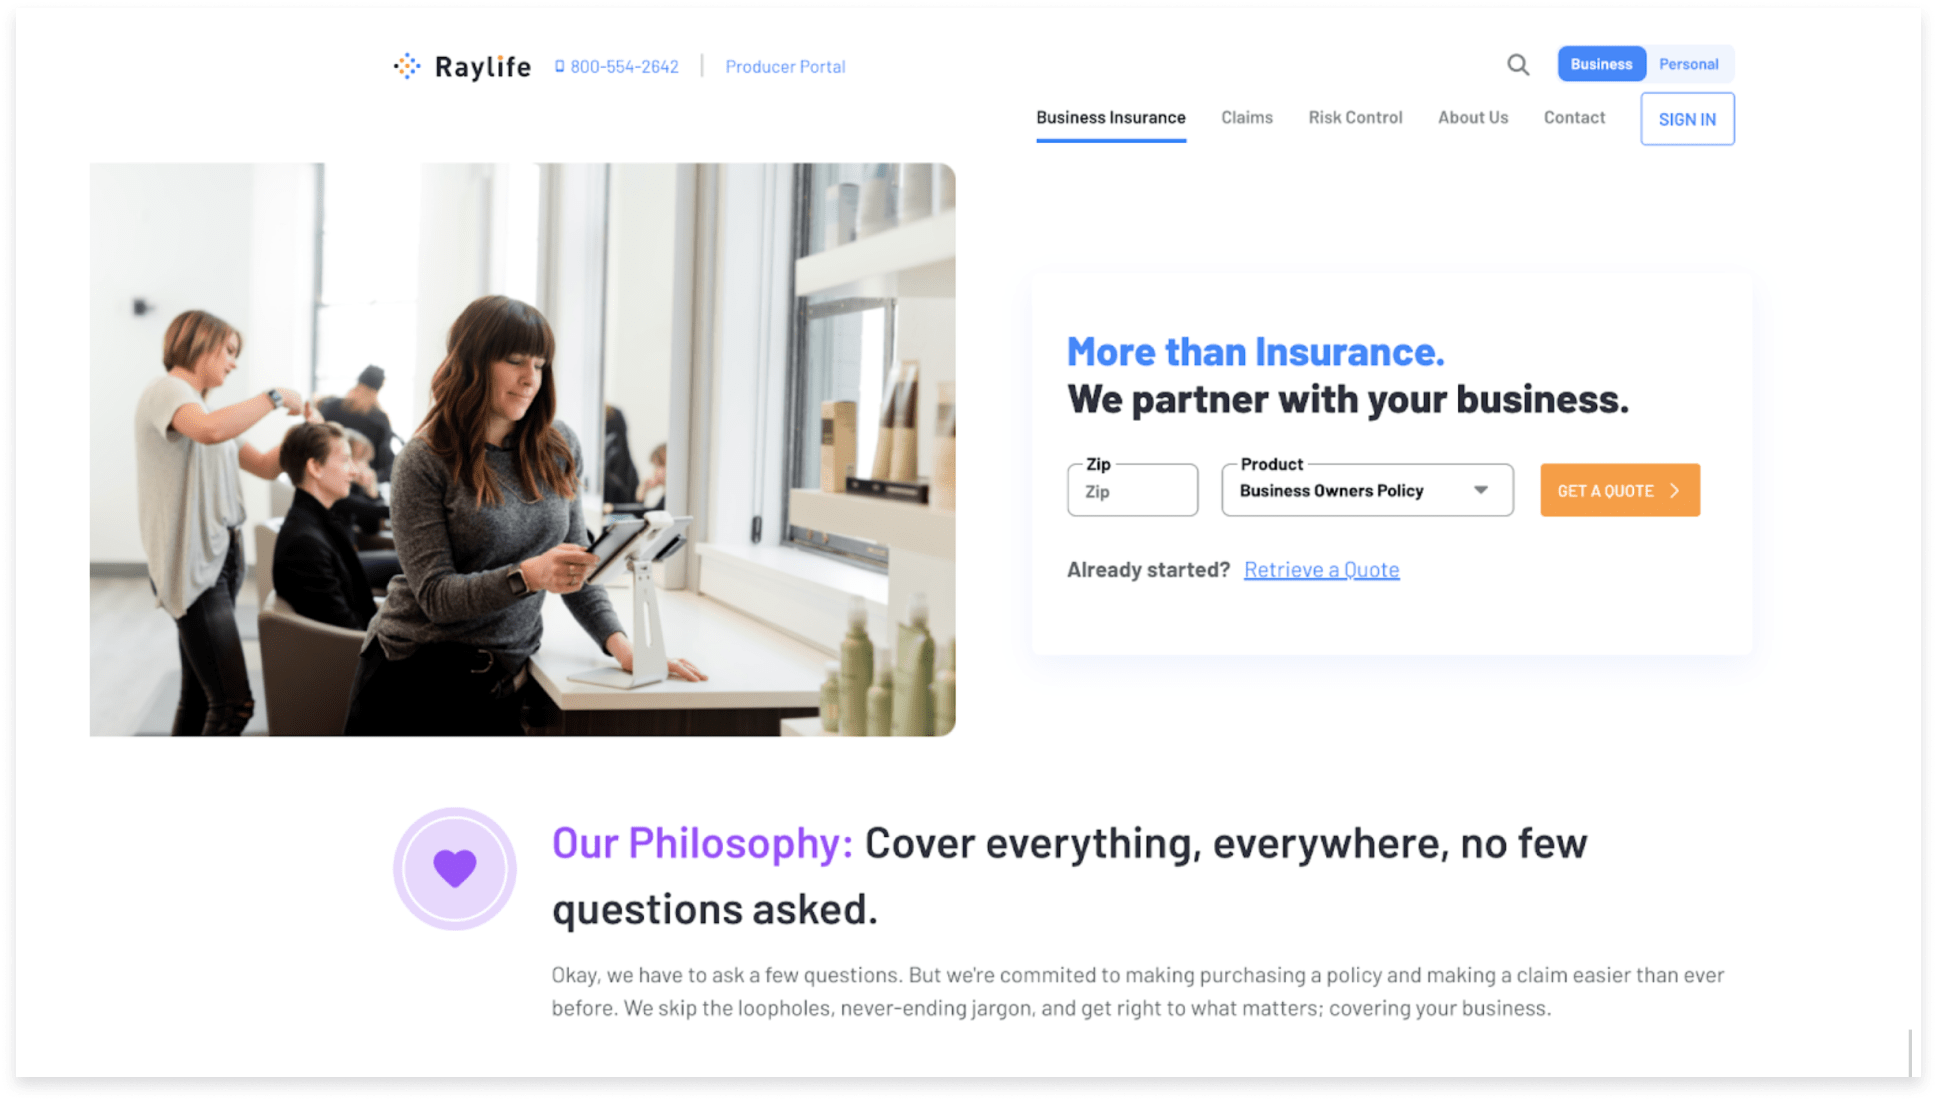 Raylife
800-554-2642
Producer Portal
Business
Personal
Business Insurance
Claims
Risk Control
About Us
Contact
SIGN IN
More than Insurance.
We partner with your business.
Zip
Zip
Product
Business Owners Policy
GET A QUOTE
Already started? Retrieve a Quote
Our Philosophy: Cover everything, everywhere, no few
questions asked.
Okay, we have to ask a few questions. But we're commited to making purchasing a policy and making a claim easier than ever
before. We skip the loopholes, never-ending jargon, and get right to what matters; covering your business.